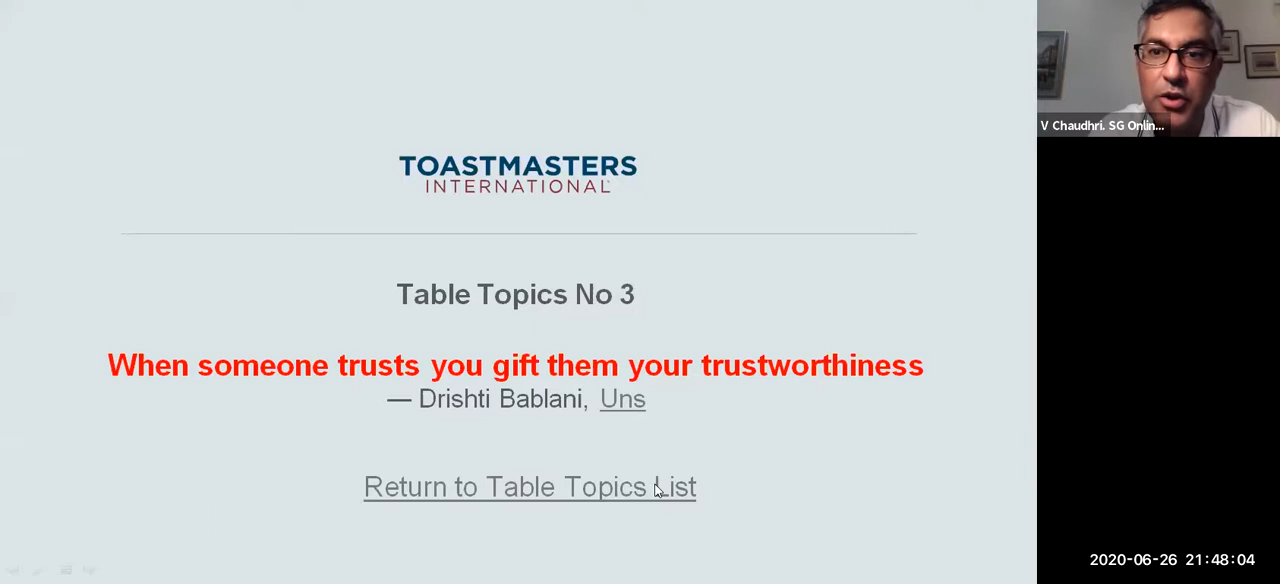 TOASTMASTERS
INTERNATIONAL
Table Topics No 3
When someone trusts you gift them your trustworthiness
— Drishti Bablani, Uns
Return to Table Topics List
V Chaudhri. SG Onlin...
2020-06-26 21:48:04